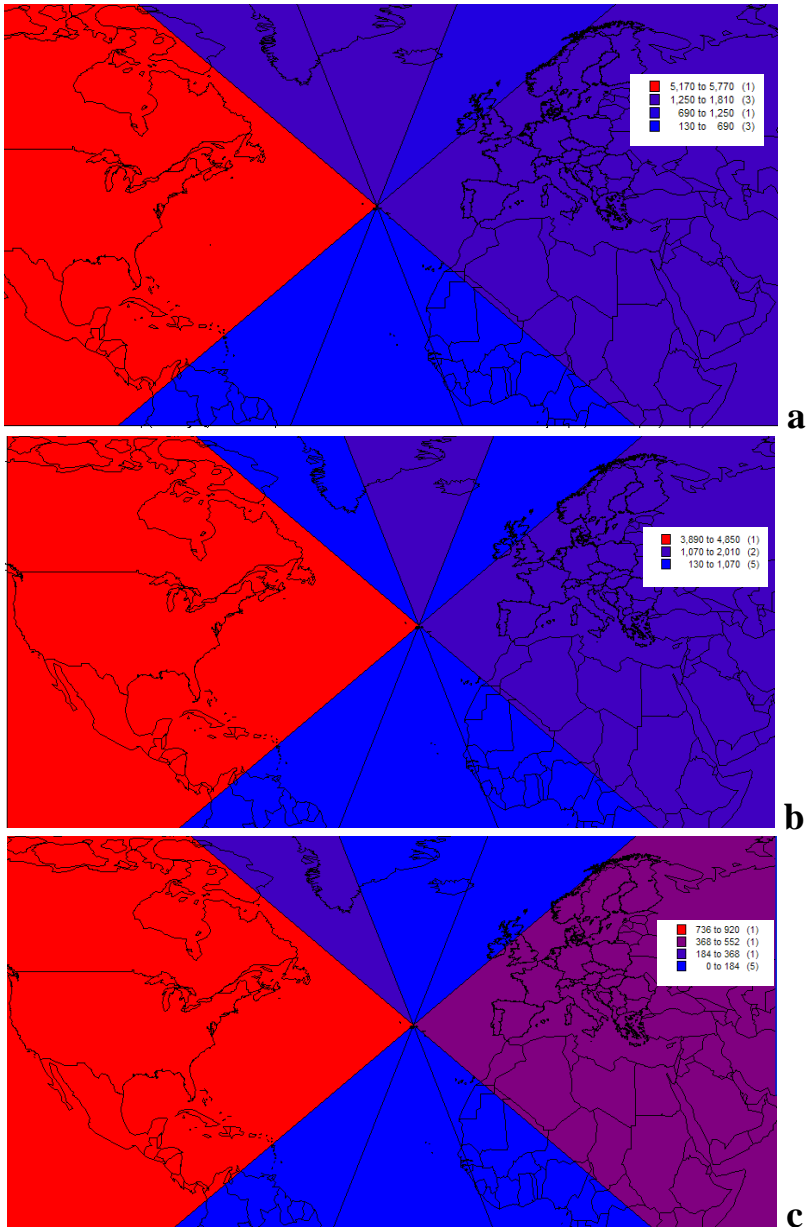 5,170 to 5,770 (1)
1,250 to 1,810 (3)
690 to 1,250 (1)
130 to 690 (3)
a
3,890 to 4,850 (1)
1,070 to 2,010 (2)
130 to 1,070 (5)
b
736 to 920 (1)
368 to 552 (1)
184 to 368 (1)
0 to 184 (5)
c